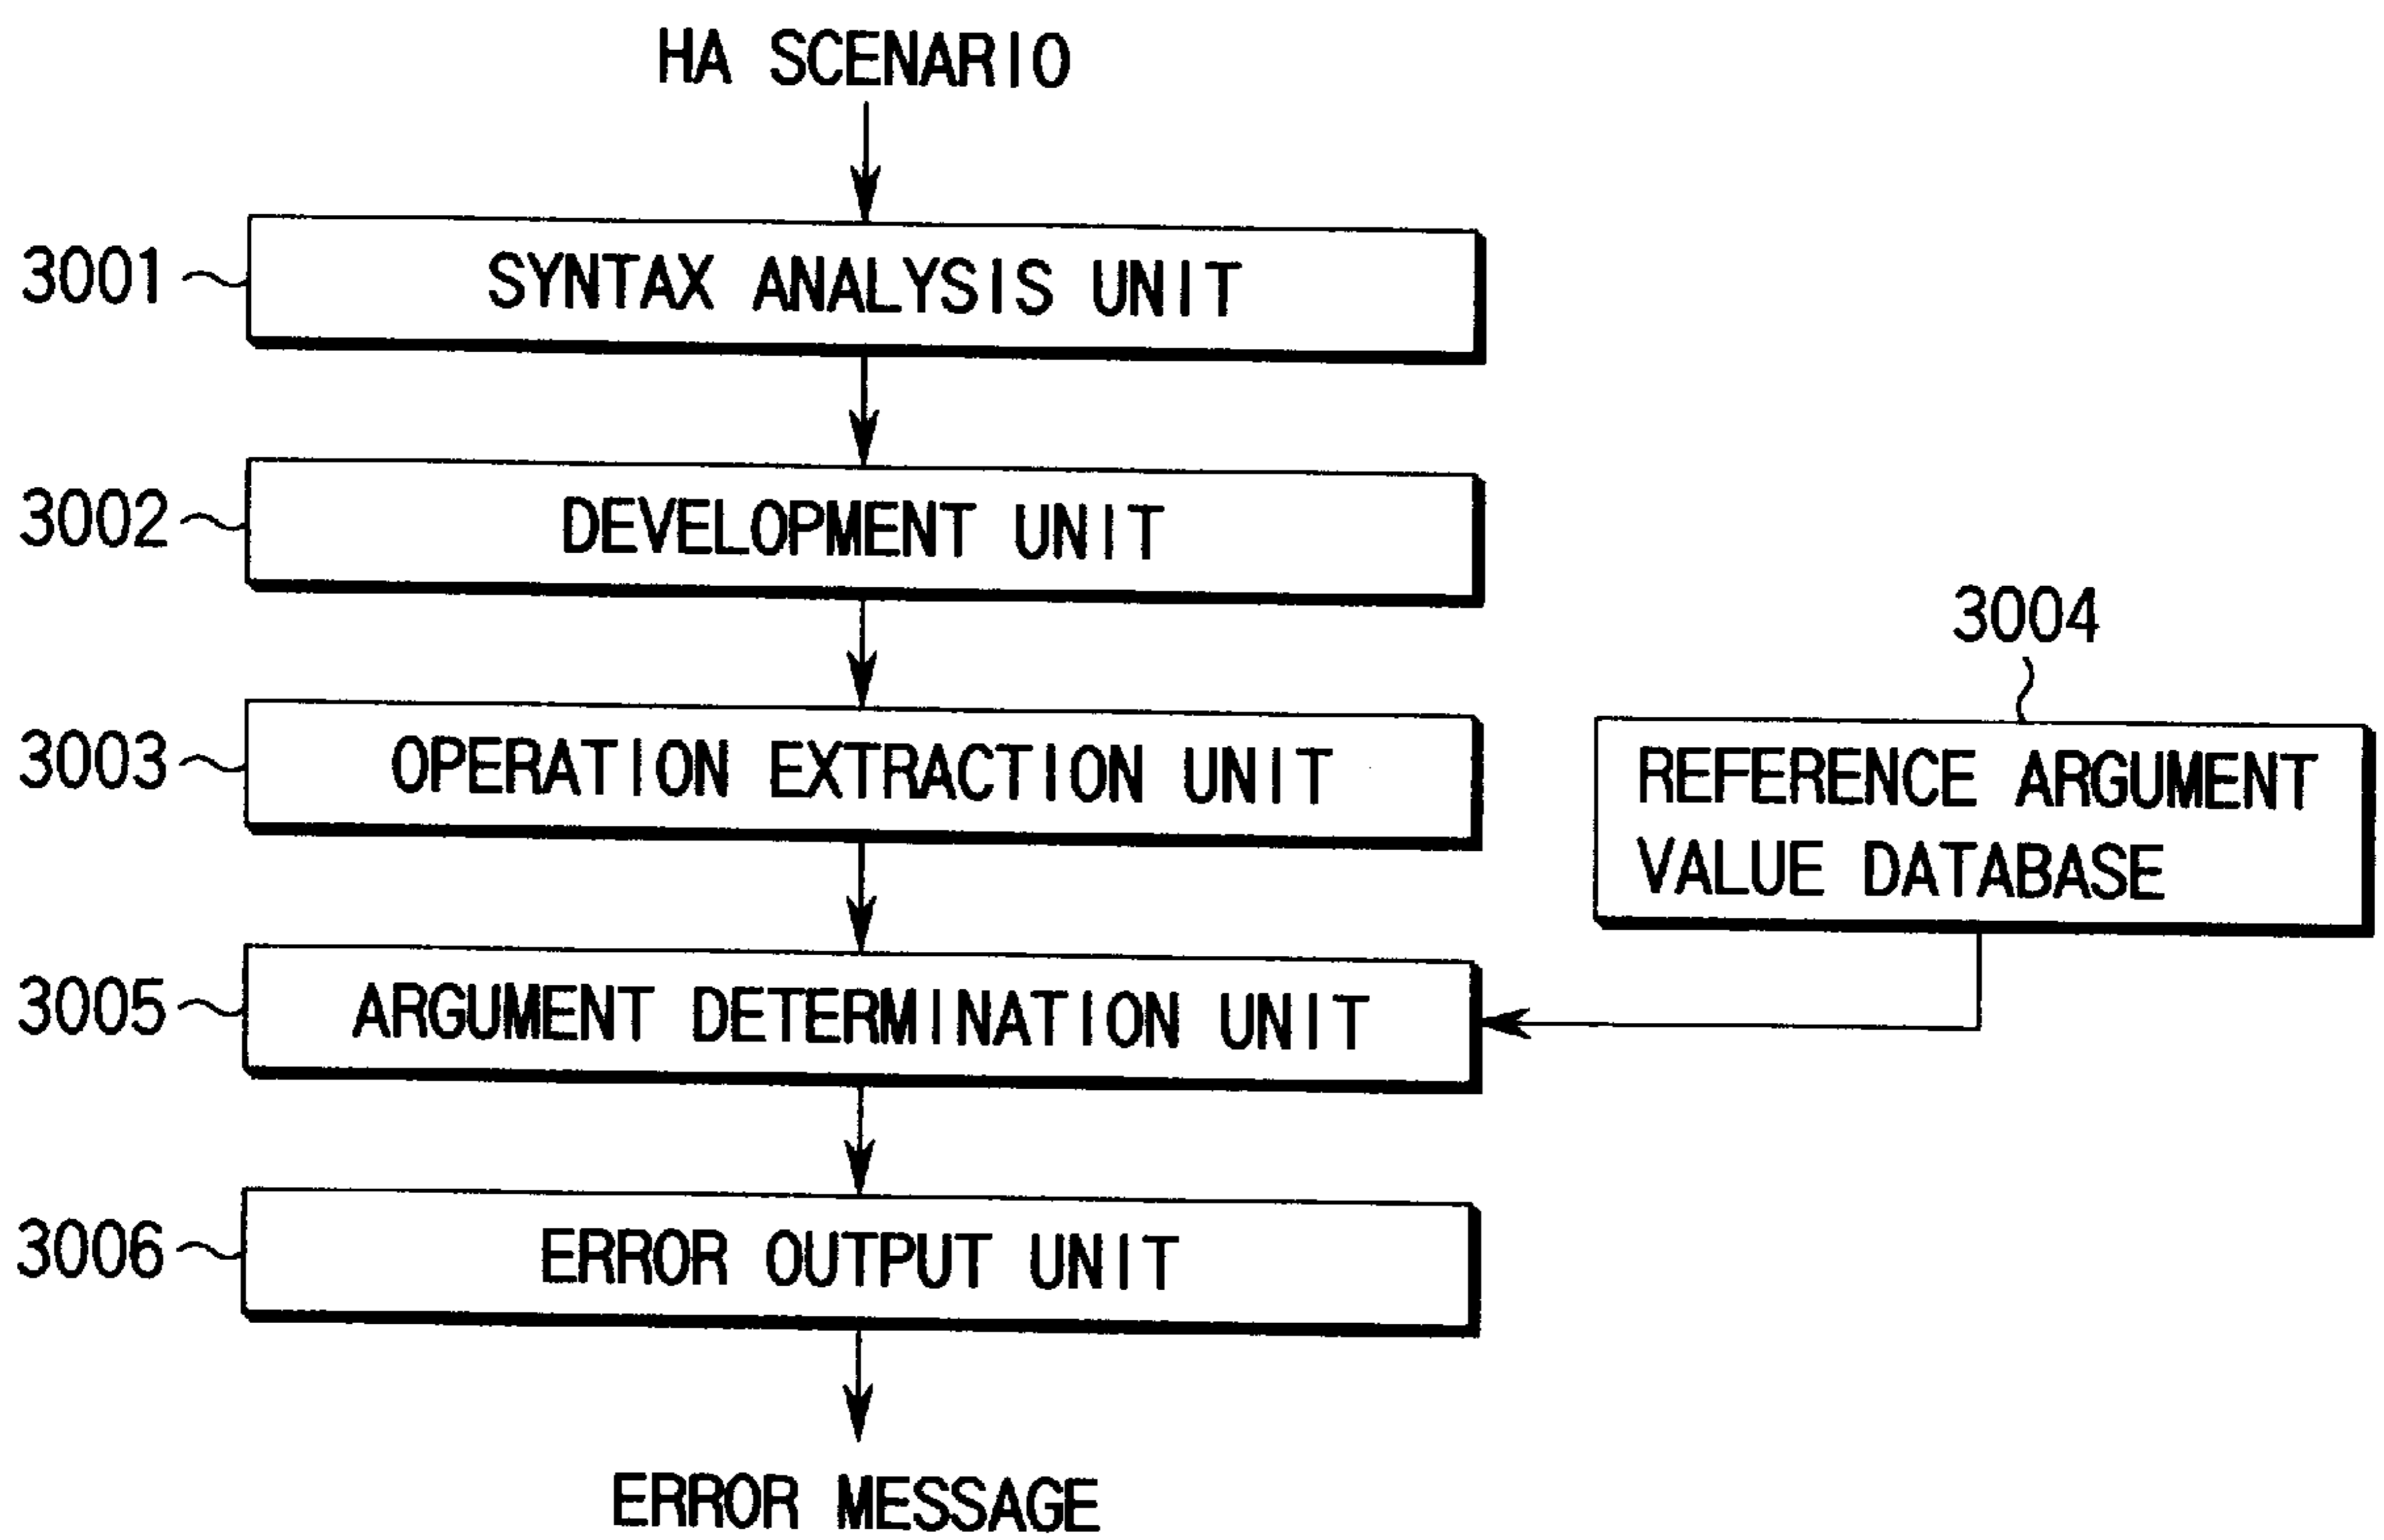 HA SCENARIO
3001
SYNTAX ANALYSIS UNIT
3002
DEVELOPMENT UNIT
3003
OPERATION EXTRACTION UNIT
3004
REFERENCE ARGUMENT
VALUE DATABASE
3005
ARGUMENT DETERMINATION UNIT
3006
ERROR OUTPUT UNIT
ERROR MESSAGE